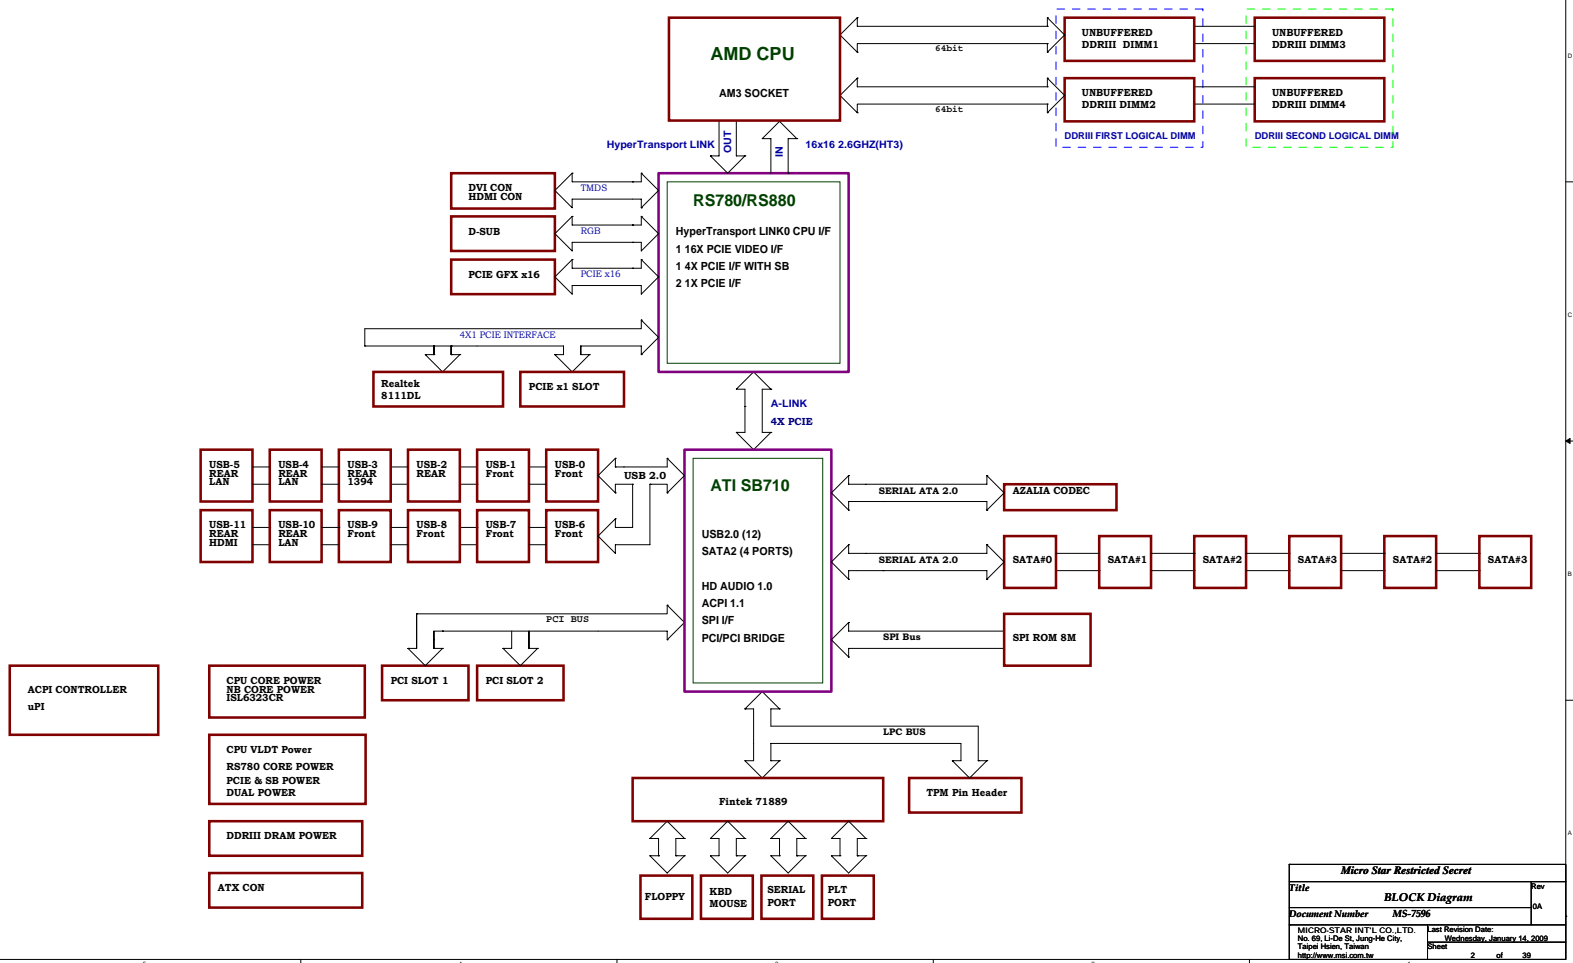 AMD CPU
AM3 SOCKET
64bit
64bit
UNBUFFERED
DDRIII DIMM1
UNBUFFERED
DDRIII DIMM3
UNBUFFERED
DDRIII DIMM2
UNBUFFERED
DDRIII DIMM4
DDRIII FIRST LOGICAL DIMM
DDRIII SECOND LOGICAL DIMM
HyperTransport LINK
OUT
IN
16x16 2.6GHZ(HT3)
DVI CON
HDMI CON
TMDS
D-SUB
RGB
PCIE GFX x16
PCIE x16
RS780/RS880
HyperTransport LINK0 CPU I/F
1 16X PCIE VIDEO I/F
1 4X PCIE I/F WITH SB
2 1X PCIE I/F
4X1 PCIE INTERFACE
Realtek
8111DL
PCIE x1 SLOT
A-LINK
4X PCIE
USB-5
REAR
LAN
USB-4
REAR
LAN
USB-3
REAR
1394
USB-2
REAR
USB-1
Front
USB-0
Front
USB 2.0
USB-11
REAR
HDMI
USB-10
REAR
LAN
USB-9
Front
USB-8
Front
USB-7
Front
USB-6
Front
ATI SB710
USB2.0 (12)
SATA2 (4 PORTS)
HD AUDIO 1.0
ACPI 1.1
SPI I/F
PCI/PCI BRIDGE
SERIAL ATA 2.0
AZALIA CODEC
SERIAL ATA 2.0
SATA#0
SATA#1
SATA#2
SATA#3
SATA#2
SATA#3
SPI Bus
SPI ROM 8M
PCI BUS
PCI SLOT 1
PCI SLOT 2
ACPI CONTROLLER
uPI
CPU CORE POWER
NB CORE POWER
ISL6323CR
CPU VLDT Power
RS780 CORE POWER
PCIE & SB POWER
DUAL POWER
DDRIII DRAM POWER
ATX CON
LPC BUS
Fintek 71889
TPM Pin Header
FLOPPY
KBD
MOUSE
SERIAL
PORT
PLT
PORT
D
C
B
A
Micro Star Restricted Secret
Title
BLOCK Diagram
Rev
0A
Document Number MS-7596
MICRO-STAR INT'L CO.,LTD.
No. 69, Li-De St, Jung-He City,
Taipei Hsien, Taiwan
http://www.msi.com.tw
Last Revision Date:
Wednesday, January 14, 2009
Sheet
2 of 39